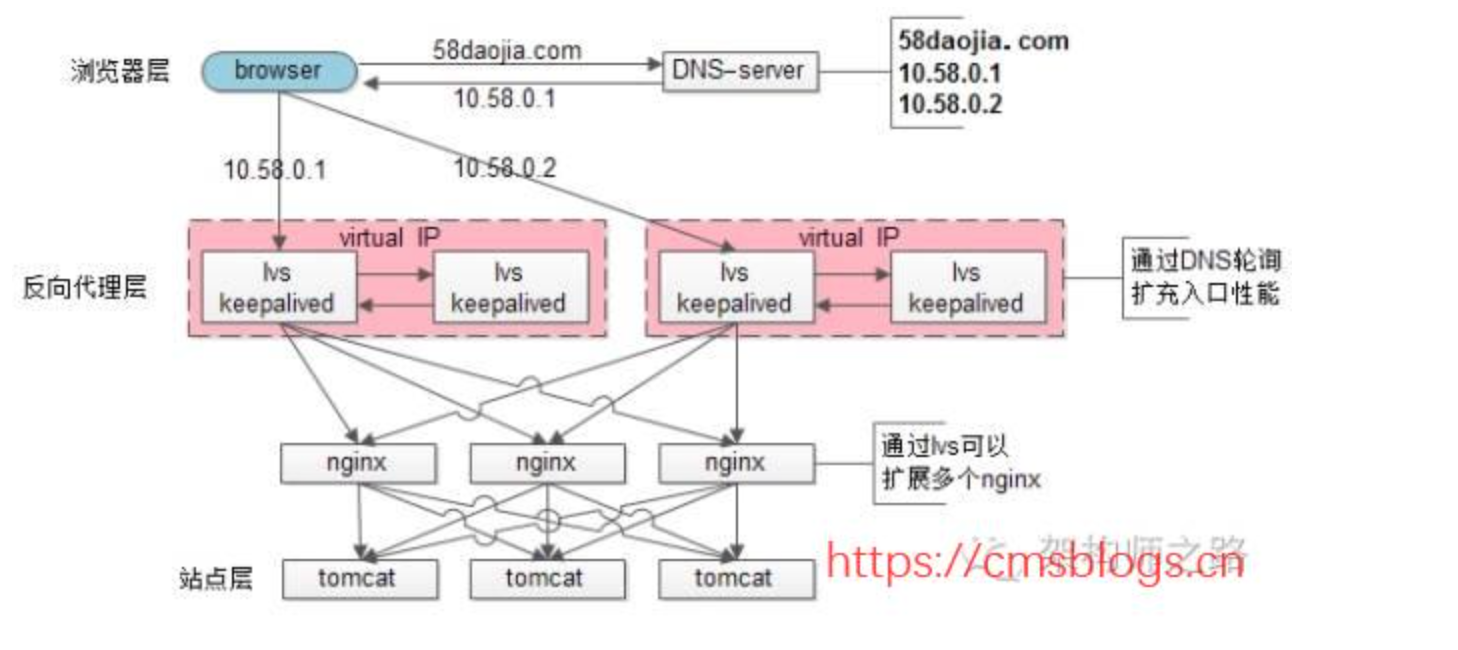 58daojia.com
10.58.0.1
10.58.0.2
浏览器层
browser
58daojia.com
10.58.0.1
DNS-server
10.58.0.1
10.58.0.2
反向代理层
virtual IP
lvs
keepalived
lvs
keepalived
virtual IP
lvs
keepalived
lvs
keepalived
通过DNS轮询
扩充入口性能
nginx
nginx
nginx
通过lvs可以
扩展多个nginx
站点层
tomcat
tomcat
tomcat
架构师之路
https://cmsblogs.cn